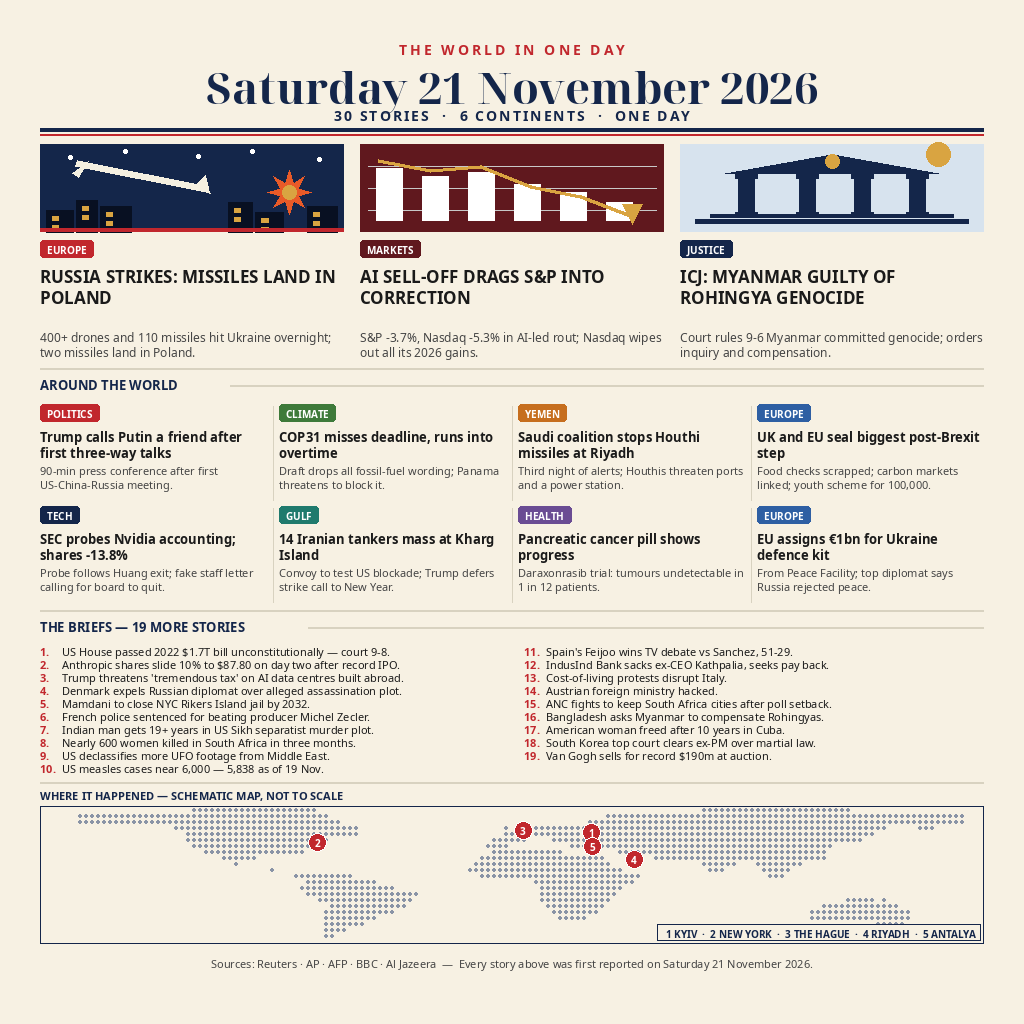 THE WORLD IN ONE DAY
Saturday 21 November 2026
30 STORIES · 6 CONTINENTS · ONE DAY
EUROPE
RUSSIA STRIKES: MISSILES LAND IN
POLAND
400+ drones and 110 missiles hit Ukraine overnight;
two missiles land in Poland.
MARKETS
AI SELL-OFF DRAGS S&P INTO
CORRECTION
S&P -3.7%, Nasdaq -5.3% in AI-led rout; Nasdaq wipes
out all its 2026 gains.
JUSTICE
ICJ: MYANMAR GUILTY OF
ROHINGYA GENOCIDE
Court rules 9-6 Myanmar committed genocide; orders
inquiry and compensation.
AROUND THE WORLD
POLITICS
Trump calls Putin a friend after
first three-way talks
90-min press conference after first
US-China-Russia meeting.
CLIMATE
COP31 misses deadline, runs into
overtime
Draft drops all fossil-fuel wording; Panama
threatens to block it.
YEMEN
Saudi coalition stops Houthi
missiles at Riyadh
Third night of alerts; Houthis threaten ports
and a power station.
EUROPE
UK and EU seal biggest post-Brexit
step
Food checks scrapped; carbon markets
linked; youth scheme for 100,000.
TECH
SEC probes Nvidia accounting;
shares -13.8%
Probe follows Huang exit; fake staff letter
calling for board to quit.
GULF
14 Iranian tankers mass at Kharg
Island
Convoy to test US blockade; Trump defers
strike call to New Year.
HEALTH
Pancreatic cancer pill shows
progress
Daraxonrasib trial: tumours undetectable in
1 in 12 patients.
EUROPE
EU assigns €1bn for Ukraine
defence kit
From Peace Facility; top diplomat says
Russia rejected peace.
THE BRIEFS — 19 MORE STORIES
1. US House passed 2022 $1.7T bill unconstitutionally — court 9-8.
2. Anthropic shares slide 10% to $87.80 on day two after record IPO.
3. Trump threatens 'tremendous tax' on AI data centres built abroad.
4. Denmark expels Russian diplomat over alleged assassination plot.
5. Mamdani to close NYC Rikers Island jail by 2032.
6. French police sentenced for beating producer Michel Zecler.
7. Indian man gets 19+ years in US Sikh separatist murder plot.
8. Nearly 600 women killed in South Africa in three months.
9. US declassifies more UFO footage from Middle East.
10. US measles cases near 6,000 — 5,838 as of 19 Nov.
11. Spain's Feijoo wins TV debate vs Sanchez, 51-29.
12. IndusInd Bank sacks ex-CEO Kathpalia, seeks pay back.
13. Cost-of-living protests disrupt Italy.
14. Austrian foreign ministry hacked.
15. ANC fights to keep South Africa cities after poll setback.
16. Bangladesh asks Myanmar to compensate Rohingyas.
17. American woman freed after 10 years in Cuba.
18. South Korea top court clears ex-PM over martial law.
19. Van Gogh sells for record $190m at auction.
WHERE IT HAPPENED — SCHEMATIC MAP, NOT TO SCALE
3
1
2
5
4
1 KYIV · 2 NEW YORK · 3 THE HAGUE · 4 RIYADH · 5 ANTALYA
Sources: Reuters · AP · AFP · BBC · Al Jazeera — Every story above was first reported on Saturday 21 November 2026.